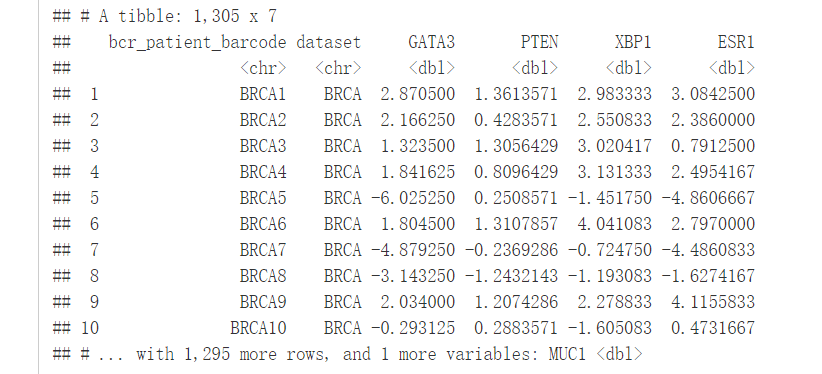 ## # A tibble: 1,305 x 7
##    bcr_patient_barcode dataset     GATA3       PTEN      XBP1       ESR1
##                  <chr>   <chr>     <dbl>      <dbl>     <dbl>      <dbl>
##  1               BRCA1    BRCA  2.870500  1.3613571  2.983333  3.0842500
##  2               BRCA2    BRCA  2.166250  0.4283571  2.550833  2.3860000
##  3               BRCA3    BRCA  1.323500  1.3056429  3.020417  0.7912500
##  4               BRCA4    BRCA  1.841625  0.8096429  3.131333  2.4954167
##  5               BRCA5    BRCA -6.025250  0.2508571 -1.451750 -4.8606667
##  6               BRCA6    BRCA  1.804500  1.3107857  4.041083  2.7970000
##  7               BRCA7    BRCA -4.879250 -0.2369286 -0.724750 -4.4860833
##  8               BRCA8    BRCA -3.143250 -1.2432143 -1.193083 -1.6274167
##  9               BRCA9    BRCA  2.034000  1.2074286  2.278833  4.1155833
## 10              BRCA10    BRCA -0.293125  0.2883571 -1.605083  0.4731667
## # ... with 1,295 more rows, and 1 more variables: MUC1 <dbl>